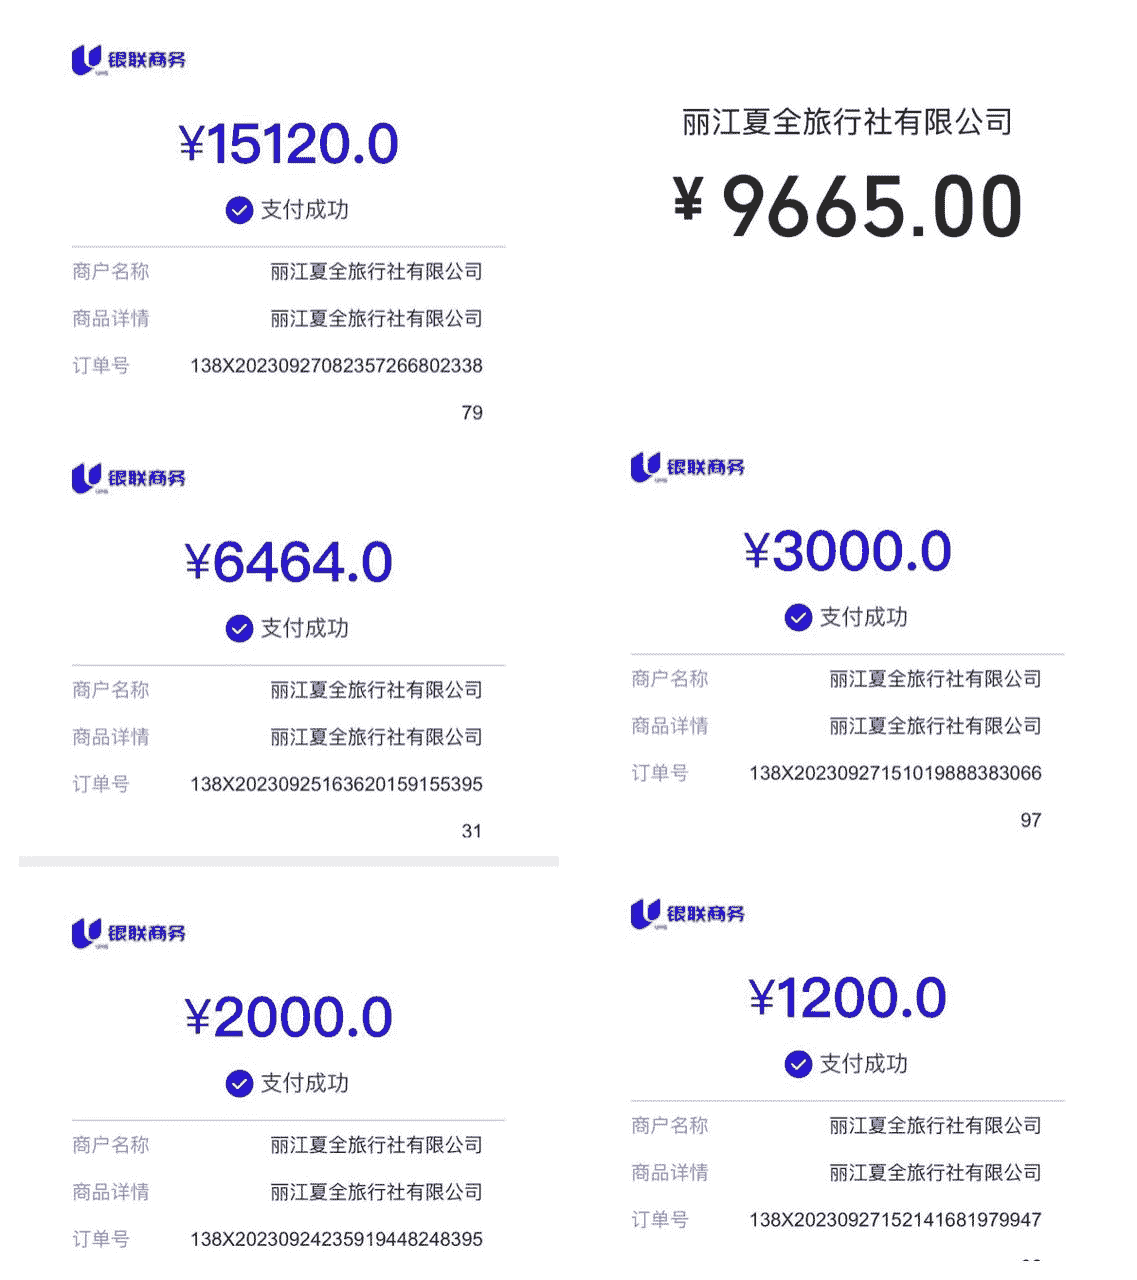 银联商务
¥15120.0
支付成功
商户名称 丽江夏全旅行社有限公司
商品详情 丽江夏全旅行社有限公司
订单号 138X20230927082357266802338
79
丽江夏全旅行社有限公司
¥9665.00
银联商务
¥6464.0
支付成功
商户名称 丽江夏全旅行社有限公司
商品详情 丽江夏全旅行社有限公司
订单号 138X20230925163620159155395
31
银联商务
¥3000.0
支付成功
商户名称 丽江夏全旅行社有限公司
商品详情 丽江夏全旅行社有限公司
订单号 138X20230927151019888383066
97
银联商务
¥2000.0
支付成功
商户名称 丽江夏全旅行社有限公司
商品详情 丽江夏全旅行社有限公司
订单号 138X20230924235919448248395
银联商务
¥1200.0
支付成功
商户名称 丽江夏全旅行社有限公司
商品详情 丽江夏全旅行社有限公司
订单号 138X20230927152141681979947